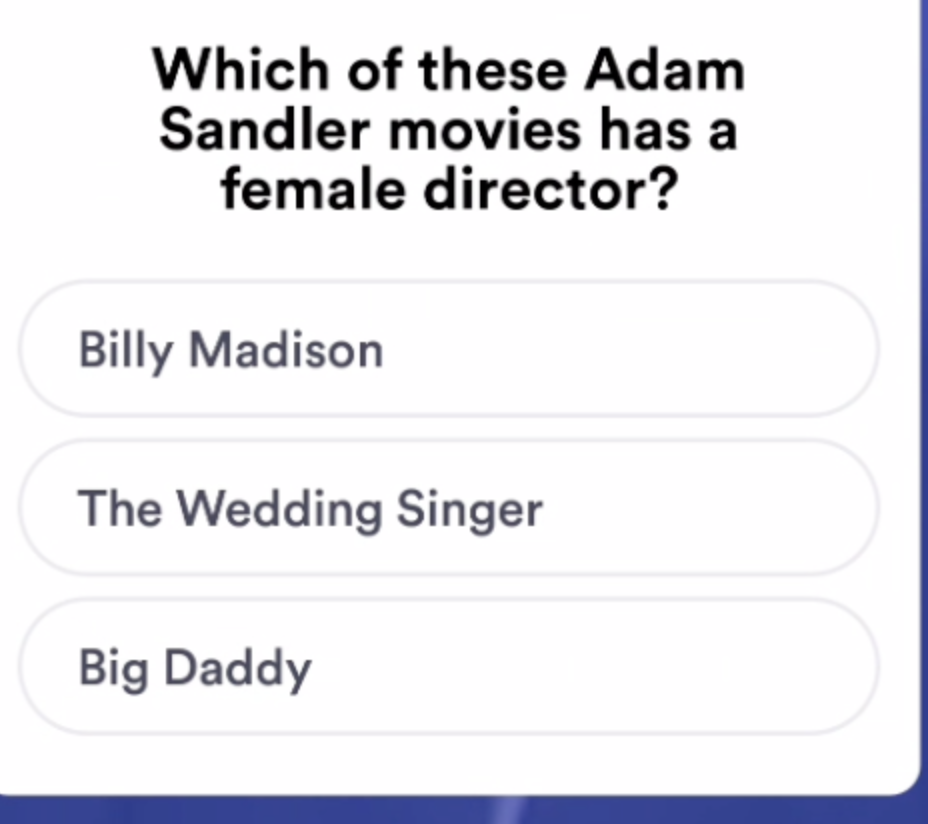 Which of these Adam
Sandler movies has a
female director?
Billy Madison
The Wedding Singer
Big Daddy